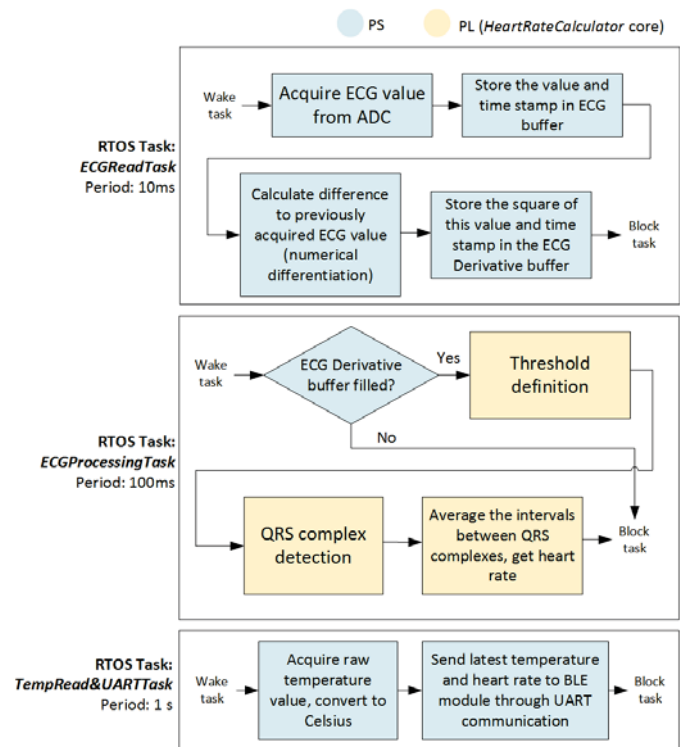 PS
PL (HeartRateCalculator core)
RTOS Task:
ECGReadTask
Period: 10ms
Wake
task
Acquire ECG value
from ADC
Store the value and
time stamp in ECG
buffer
Calculate difference
to previously
acquired ECG value
(numerical
differentiation)
Store the square of
this value and time
stamp in the ECG
Derivative buffer
Block
task
RTOS Task:
ECGProcessingTask
Period: 100ms
Wake
task
ECG Derivative
buffer filled?
Yes
No
Threshold
definition
QRS complex
detection
Average the intervals
between QRS
complexes, get heart
rate
Block
task
RTOS Task:
TempRead&UARTTask
Period: 1 s
Wake
task
Acquire raw
temperature
value, convert to
Celsius
Send latest temperature
and heart rate to BLE
module through UART
communication
Block
task